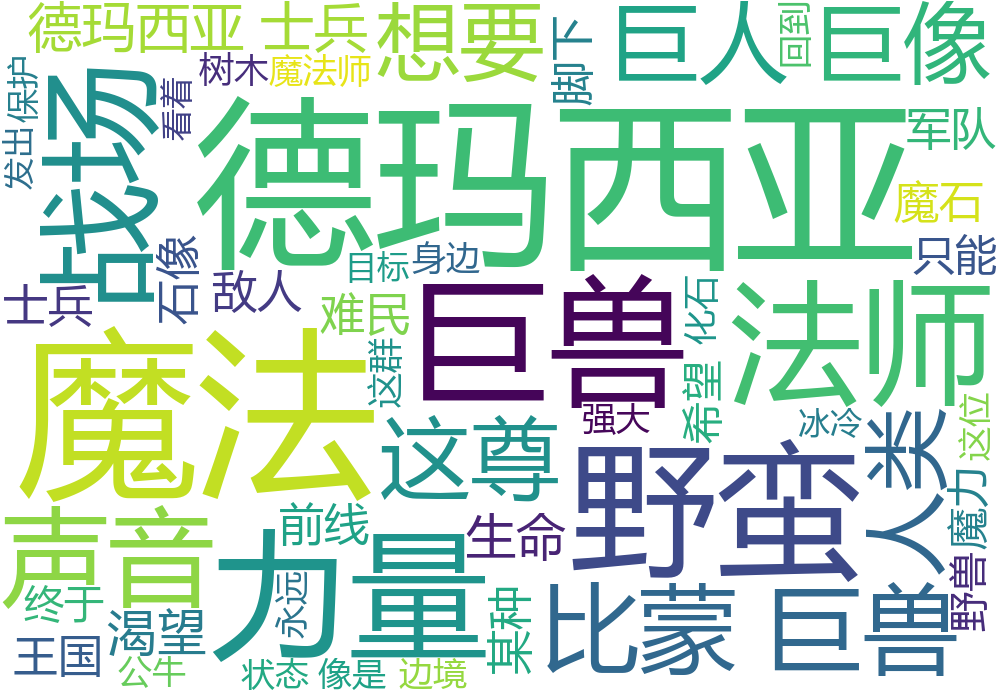 德玛西亚 士兵
想要
巨人
回到
巨像
树木
魔法师
脚下
保护
看着
战场
德玛西亚
军队
发出
魔石
石像
目标
身边
只能
士兵
敌人
难民
巨兽
化石
法师
魔法
这群
强大
希望
冰冷
这位
这尊
野蛮
人类
魔力
声音
前线
生命
力量
野兽
终于
永远
某种
比蒙巨兽
渴望
王国
公牛
状态
像是
边境